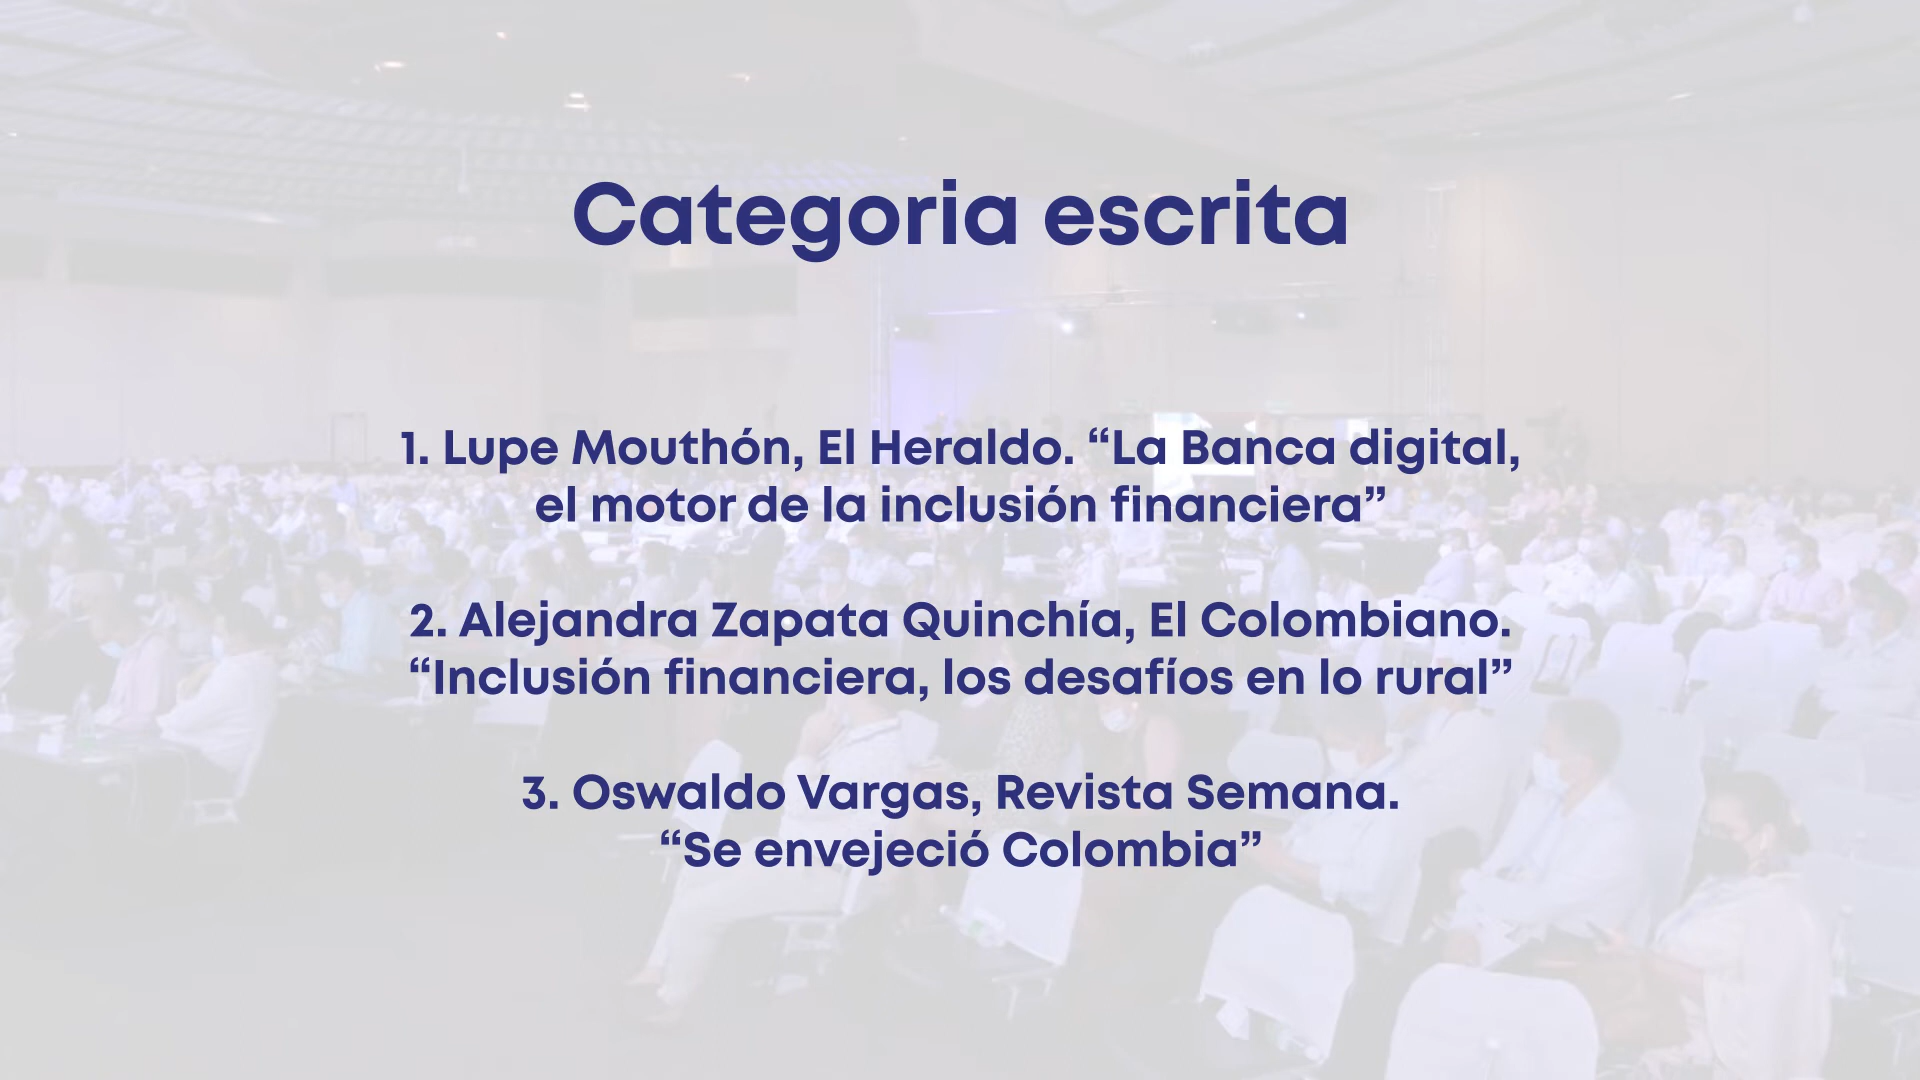 Categoria escrita
1. Lupe Mouthón, El Heraldo. “La Banca digital,
el motor de la inclusión financiera”
2. Alejandra Zapata Quinchía, El Colombiano.
“Inclusión financiera, los desafíos en lo rural”
3. Oswaldo Vargas, Revista Semana.
“Se envejeció Colombia”